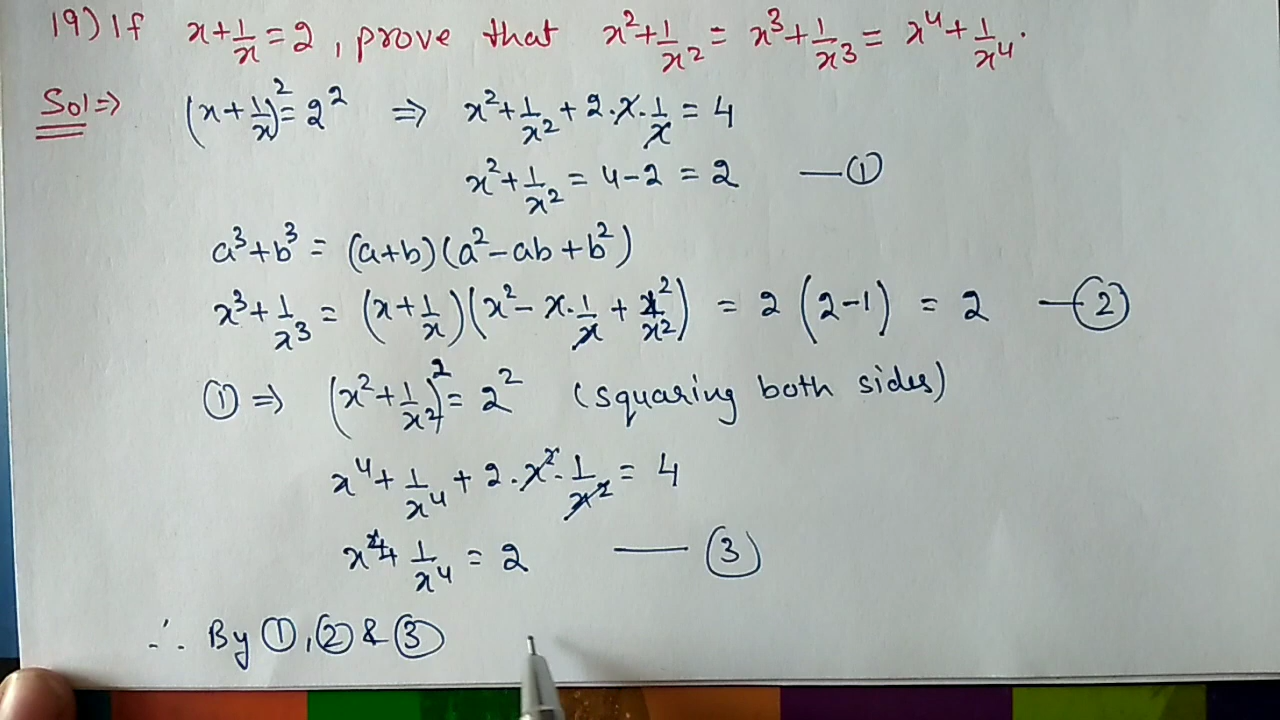 19) If x+1/x=2, prove that x²+1/x²= x³+1/x³= x⁴+1/x⁴.
Sol⇒ (x+1/x)²=2² ⇒ x²+1/x²+2·x·1/x=4
x²+1/x²=4-2=2 —①
a³+b³=(a+b)(a²-ab+b²)
x³+1/x³=(x+1/x)(x²-x·1/x+1²/x²)=2(2-1)=2 —②
①⇒ (x²+1/x²)²=2² (squaring both sides)
x⁴+1/x⁴+2·x²·1/x²=4
x⁴+1/x⁴=2 —③
∴ By ①,② & ③